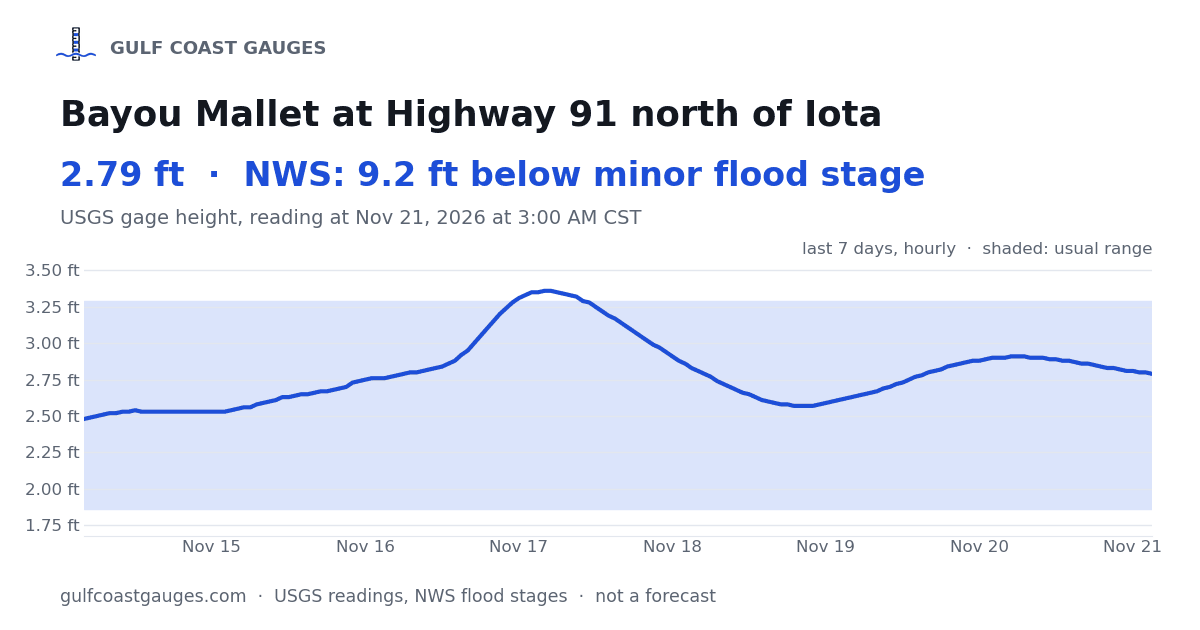 GULF COAST GAUGES
Bayou Mallet at Highway 91 north of Iota
2.79 ft · NWS: 9.2 ft below minor flood stage
USGS gage height, reading at Nov 21, 2026 at 3:00 AM CST
last 7 days, hourly · shaded: usual range
3.50 ft
3.25 ft
3.00 ft
2.75 ft
2.50 ft
2.25 ft
2.00 ft
1.75 ft
Nov 15 Nov 16 Nov 17 Nov 18 Nov 19 Nov 20 Nov 21
gulfcoastgauges.com · USGS readings, NWS flood stages · not a forecast